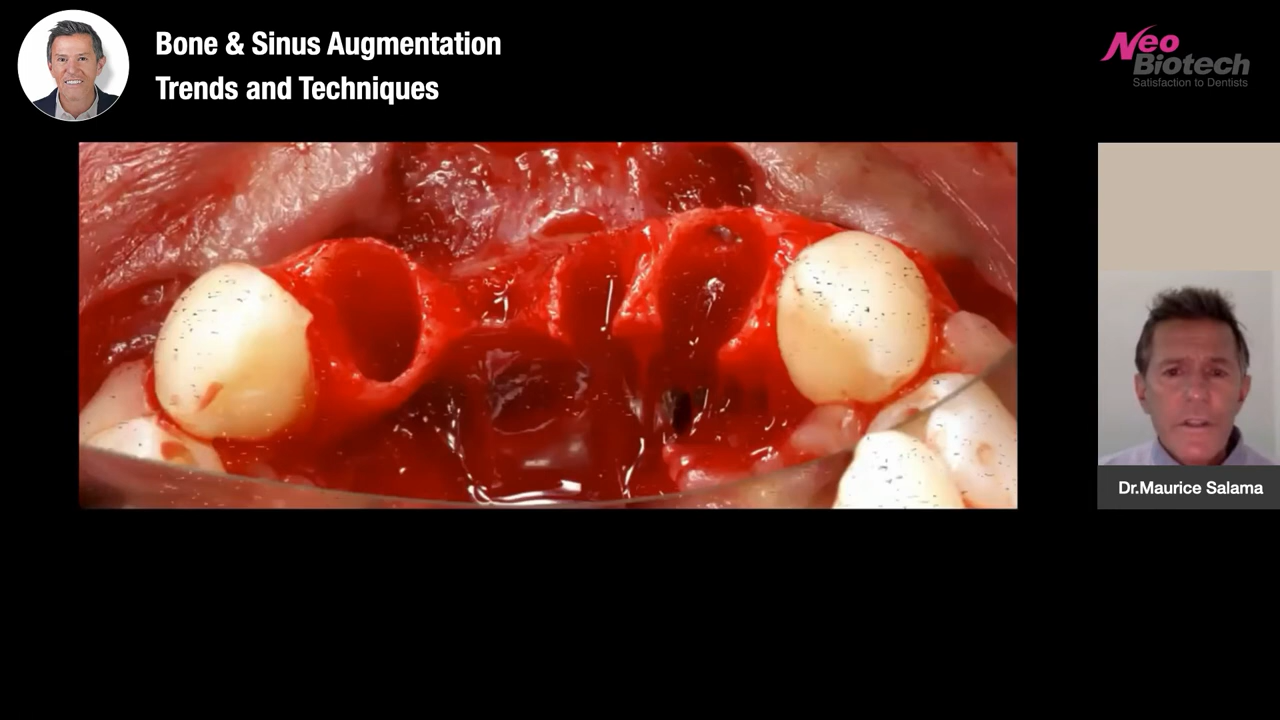 Bone & Sinus Augmentation
Trends and Techniques
Neo
Biotech
Satisfaction to Dentists
Dr.Maurice Salama